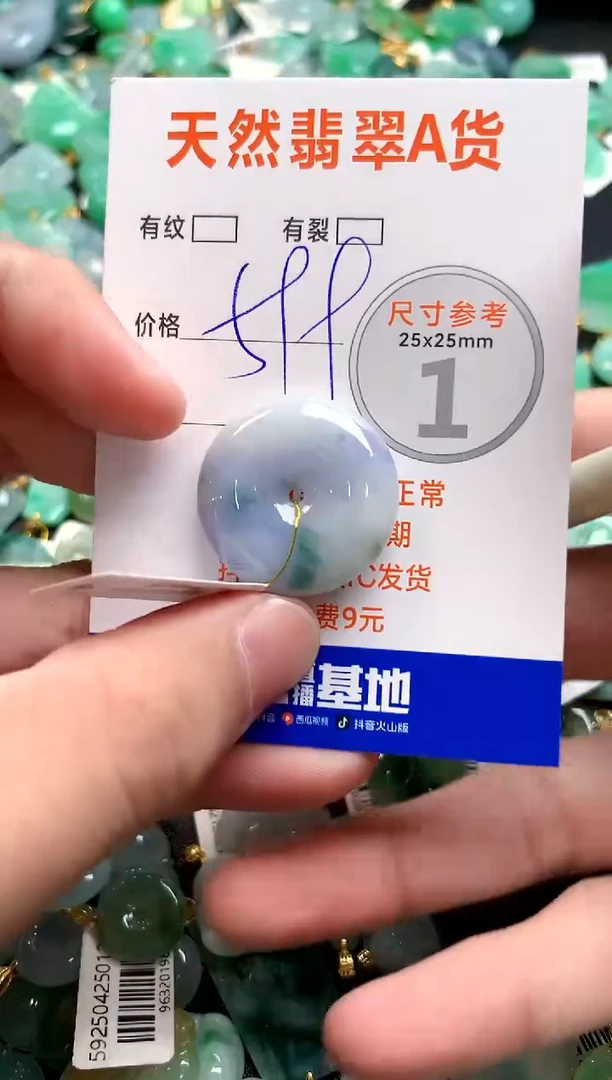 天然翡翠A货
有纹 有裂
价格
尺寸参考
25x25mm
1
正常
期
发货
费9元
基地
西瓜视频 抖音火山版